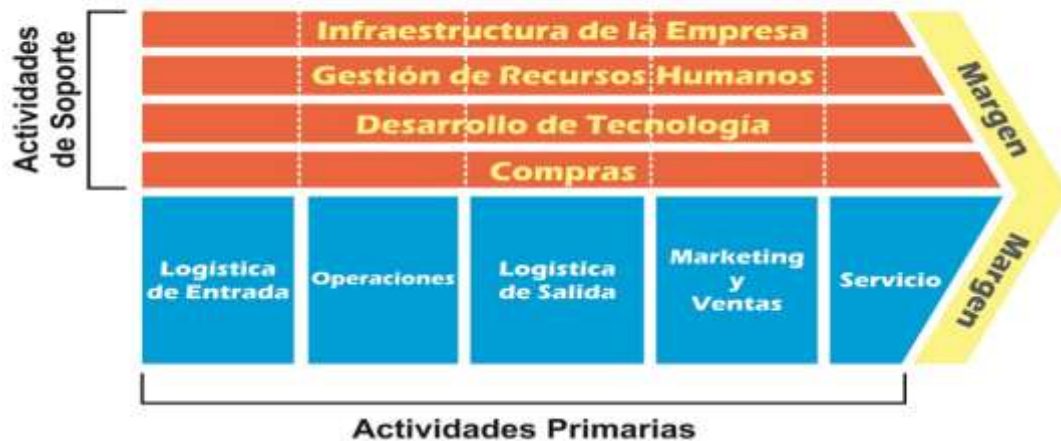 Actividades
de Soporte
Infraestructura de la Empresa
Gestión de Recursos Humanos
Desarrollo de Tecnología
Compras
Margen
Logística
de Entrada
Operaciones
Logística
de Salida
Marketing
y
Ventas
Servicio
Margen
Actividades Primarias